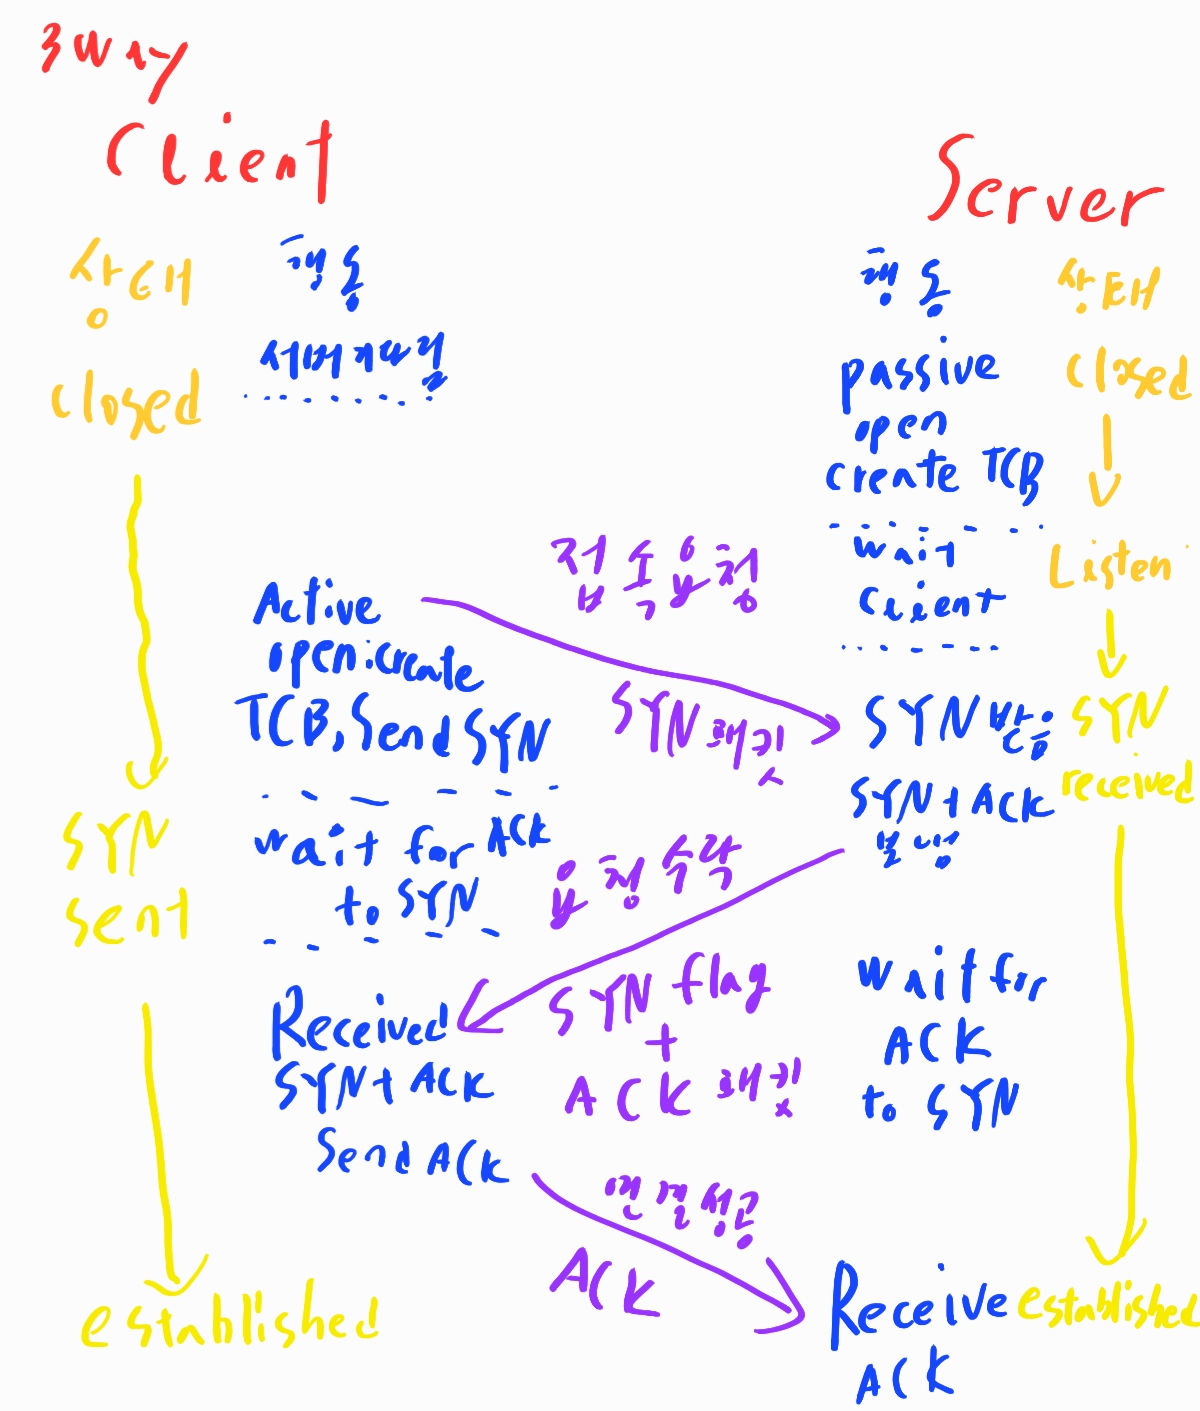 3way
Client
Server
상태
행동
행동
상태
closed
서버가 닫힘
passive
open
create TCB
closed
wait
client
Listen
접속요청
SYN 패킷
Active
open:create
TCB, Send SYN
SYN 받음
SYN + ACK
발생
SYN
received
SYN
sent
wait for ACK
to SYN
요청수락
SYN flag
+
ACK 패킷
wait for
ACK
to SYN
Received
SYN + ACK
Send ACK
연결성공
ACK
established
Receive
ACK
established